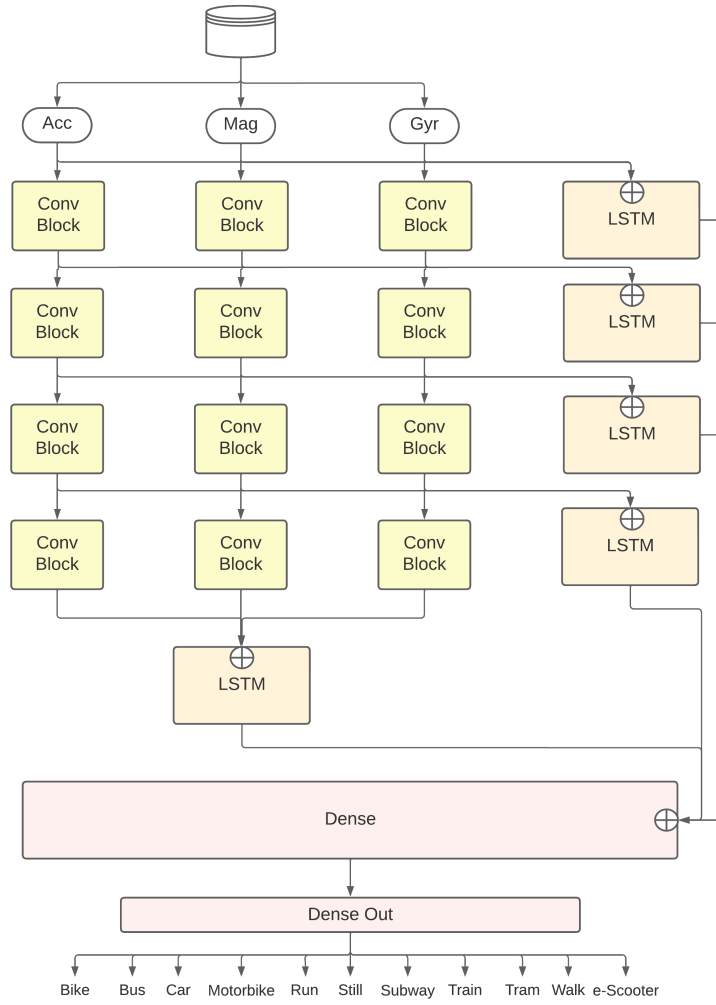 Acc
Mag
Gyr
Conv
Block
Conv
Block
Conv
Block
LSTM
Conv
Block
Conv
Block
Conv
Block
LSTM
Conv
Block
Conv
Block
Conv
Block
LSTM
Conv
Block
Conv
Block
Conv
Block
LSTM
LSTM
Dense
Dense Out
Bike
Bus
Car
Motorbike
Run
Still
Subway
Train
Tram
Walk
e-Scooter